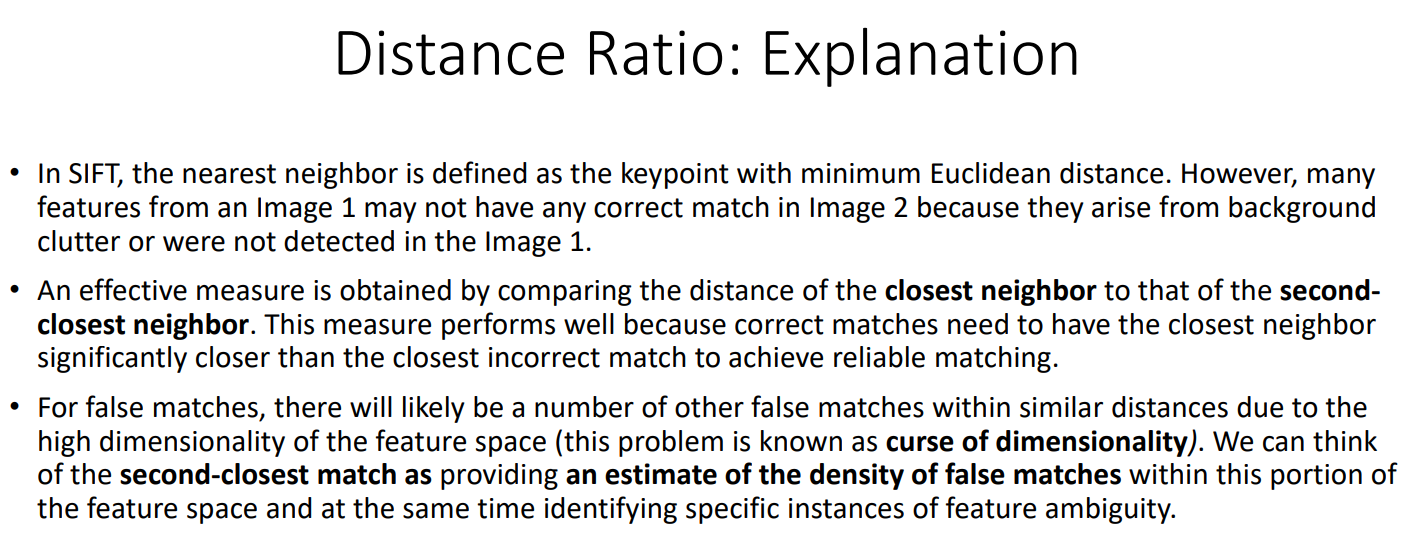 Distance Ratio: Explanation
• In SIFT, the nearest neighbor is defined as the keypoint with minimum Euclidean distance. However, many
features from an Image 1 may not have any correct match in Image 2 because they arise from background
clutter or were not detected in the Image 1.
• An effective measure is obtained by comparing the distance of the closest neighbor to that of the second-
closest neighbor. This measure performs well because correct matches need to have the closest neighbor
significantly closer than the closest incorrect match to achieve reliable matching.
• For false matches, there will likely be a number of other false matches within similar distances due to the
high dimensionality of the feature space (this problem is known as curse of dimensionality). We can think
of the second-closest match as providing an estimate of the density of false matches within this portion of
the feature space and at the same time identifying specific instances of feature ambiguity.